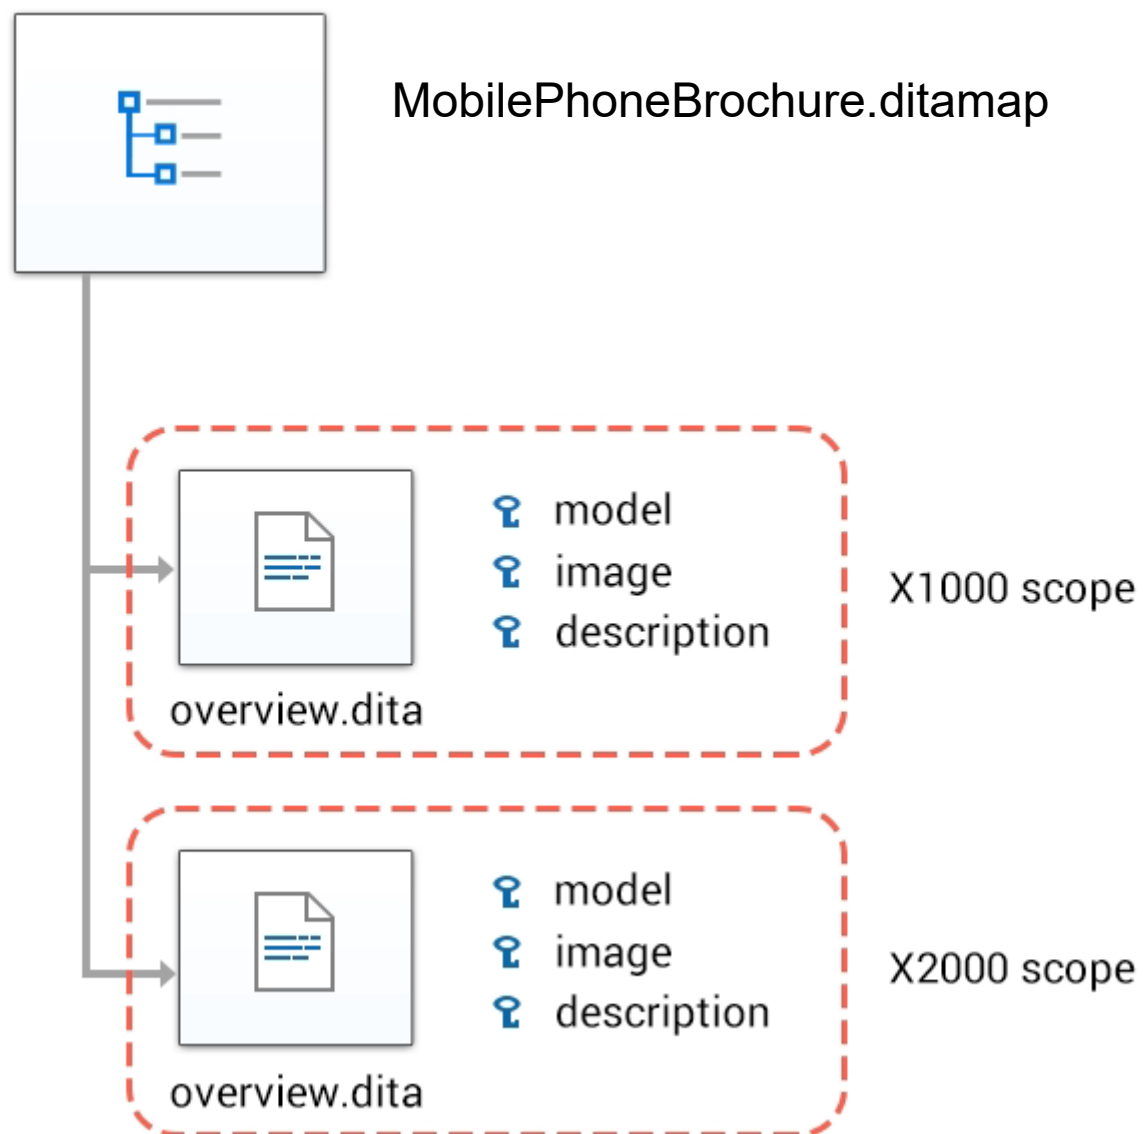 MobilePhoneBrochure.ditamap
model
image
description
X1000 scope
overview.dita
model
image
description
X2000 scope
overview.dita